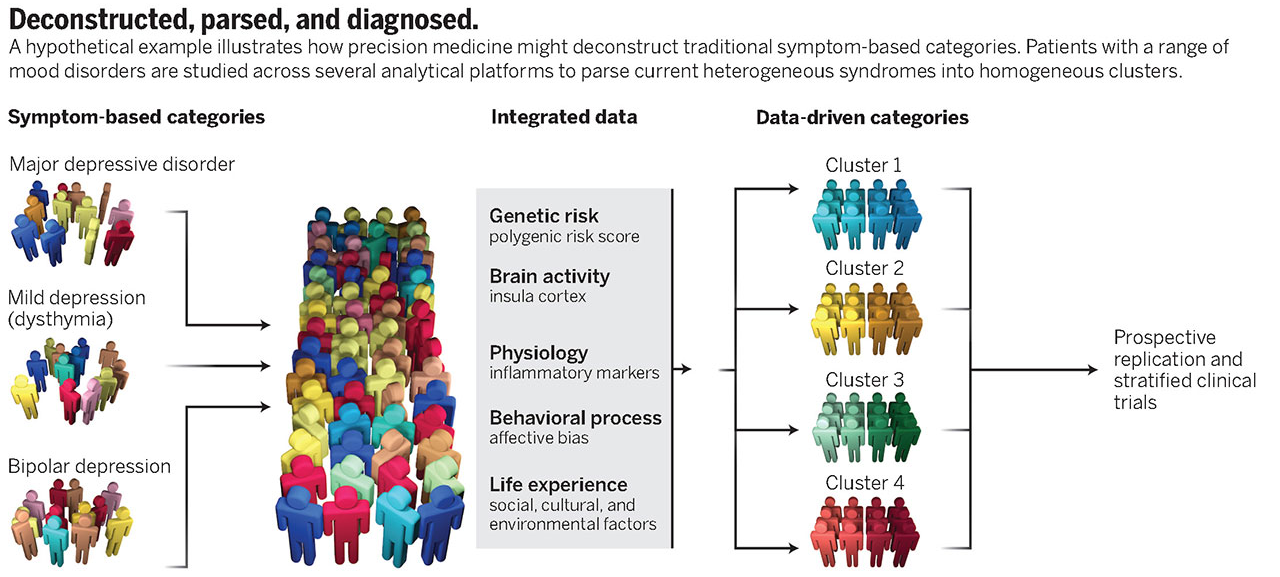 Deconstructed, parsed, and diagnosed.
A hypothetical example illustrates how precision medicine might deconstruct traditional symptom-based categories. Patients with a range of
mood disorders are studied across several analytical platforms to parse current heterogeneous syndromes into homogeneous clusters.
Symptom-based categories
Major depressive disorder
Mild depression
(dysthymia)
Bipolar depression
Integrated data
Genetic risk
polygenic risk score
Brain activity
insula cortex
Physiology
inflammatory markers
Behavioral process
affective bias
Life experience
social, cultural, and
environmental factors
Data-driven categories
Cluster 1
Cluster 2
Cluster 3
Cluster 4
Prospective
replication and
stratified clinical
trials